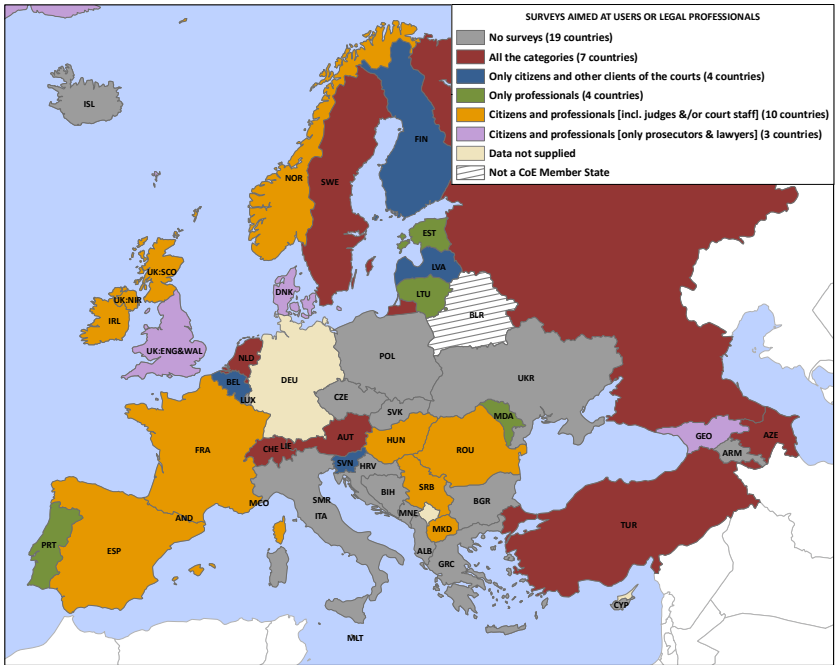 SURVEYS AIMED AT USERS OR LEGAL PROFESSIONALS
No surveys (19 countries)
All the categories (7 countries)
Only citizens and other clients of the courts (4 countries)
Only professionals (4 countries)
Citizens and professionals [incl. judges &/or court staff] (10 countries)
Citizens and professionals [only prosecutors & lawyers] (3 countries)
Data not supplied
Not a CoE Member State
ISL
FIN
NOR
SWE
EST
UK:SCO
LVA
DNK
LTU
UK:NIR
IRL
BLR
UK:ENG&WAL
NLD
POL
DEU
UKR
BEL
LUX
CZE
SVK
MDA
AUT
HUN
GEO
AZE
FRA
CHE
LIE
ROU
ARM
SVN
HRV
SRB
BIH
MCO
SMR
BGR
AND
ITA
MNE
MKD
TUR
PRT
ESP
ALB
GRC
CYP
MLT